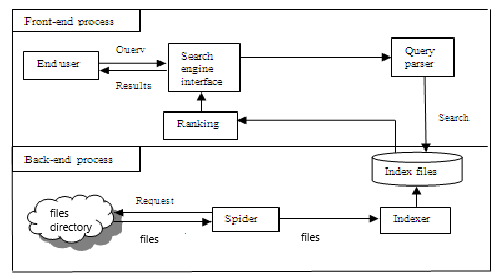 Front-end process
End user
Query
Results
Search
engine
interface
Query
parser
Ranking
Search
Back-end process
Index files
files
directory
Request
files
Spider
files
Indexer